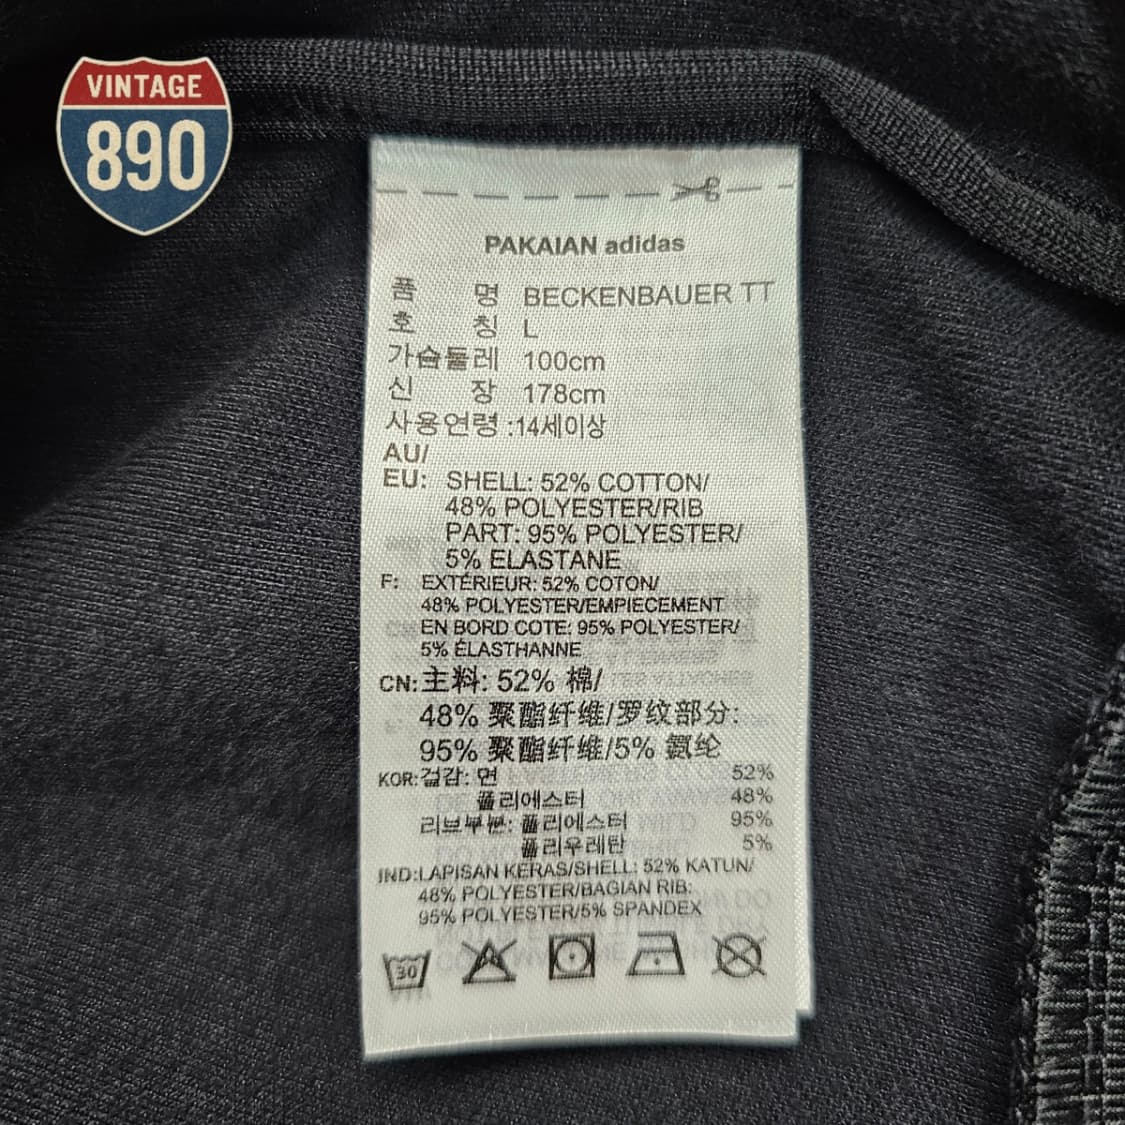 VINTAGE
890
PAKAIAN adidas
품 명 BECKENBAUER TT
호 칭 L
가슴둘레 100cm
신 장 178cm
사용연령 :14세이상
AU/
EU: SHELL: 52% COTTON/
48% POLYESTER/RIB
PART: 95% POLYESTER/
5% ELASTANE
F: EXTÉRIEUR: 52% COTON/
48% POLYESTER/EMPIECEMENT
EN BORD COTE: 95% POLYESTER/
5% ÉLASTHANNE
CN: 主料: 52% 棉/
48% 聚酯纤维/罗纹部分:
95% 聚酯纤维/5% 氨纶
KOR: 겉감: 면 52%
폴리에스터 48%
리브부분: 폴리에스터 95%
폴리우레탄 5%
IND:LAPISAN KERAS/SHELL: 52% KATUN/
48% POLYESTER/BAGIAN RIB:
95% POLYESTER/5% SPANDEX
30